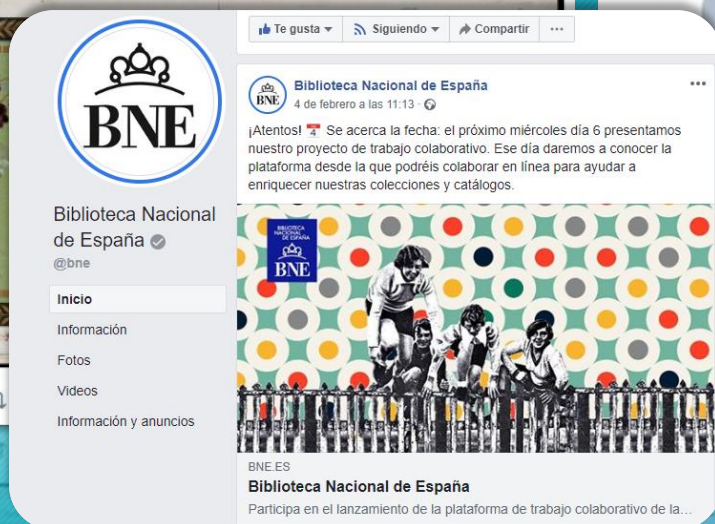 BNE
Biblioteca Nacional
de España
@bne
Inicio
Información
Fotos
Videos
Información y anuncios
Te gusta
Siguiendo
Compartir
...
BNE
Biblioteca Nacional de España
4 de febrero a las 11:13 ·
¡Atentos! 4 Se acerca la fecha: el próximo miércoles día 6 presentamos
nuestro proyecto de trabajo colaborativo. Ese día daremos a conocer la
plataforma desde la que podréis colaborar en línea para ayudar a
enriquecer nuestras colecciones y catálogos.
BIBLIOTECA
NACIONAL
DE ESPAÑA
BNE
BNE.ES
Biblioteca Nacional de España
Participa en el lanzamiento de la plataforma de trabajo colaborativo de la...